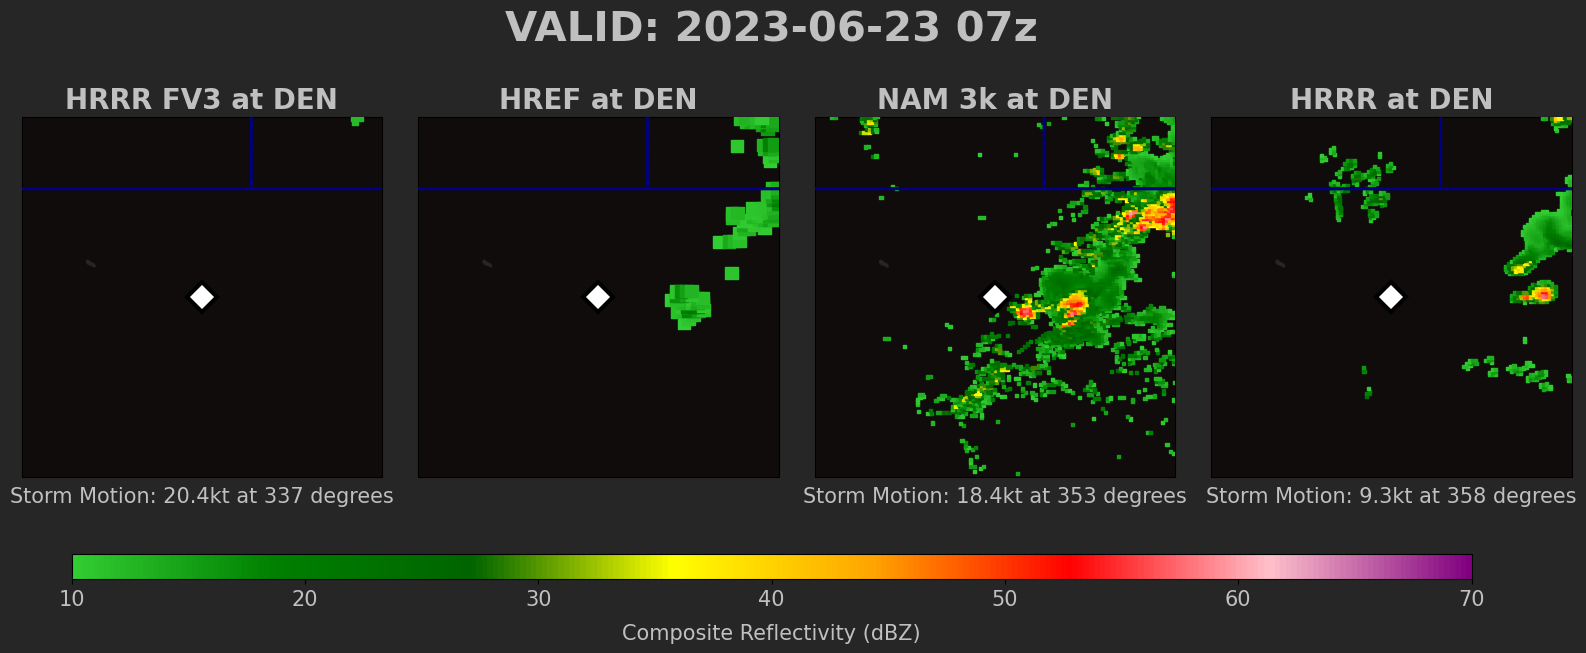 VALID: 2023-06-23 07z
HRRR FV3 at DEN
HREF at DEN
NAM 3k at DEN
HRRR at DEN
Storm Motion: 20.4kt at 337 degrees
Storm Motion: 18.4kt at 353 degrees
Storm Motion: 9.3kt at 358 degrees
10 20 30 40 50 60 70
Composite Reflectivity (dBZ)